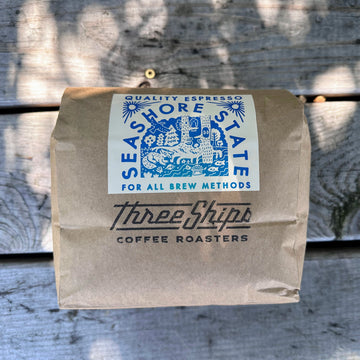 QUALITY ESPRESSO
SEASHORE STATE
FOR ALL BREW METHODS
Three Ships
COFFEE ROASTERS